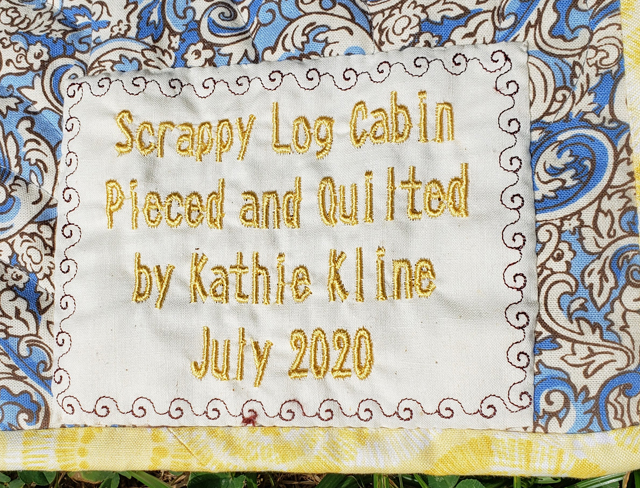 Scrappy Log Cabin
Pieced and Quilted
by Kathie Kline
July 2020